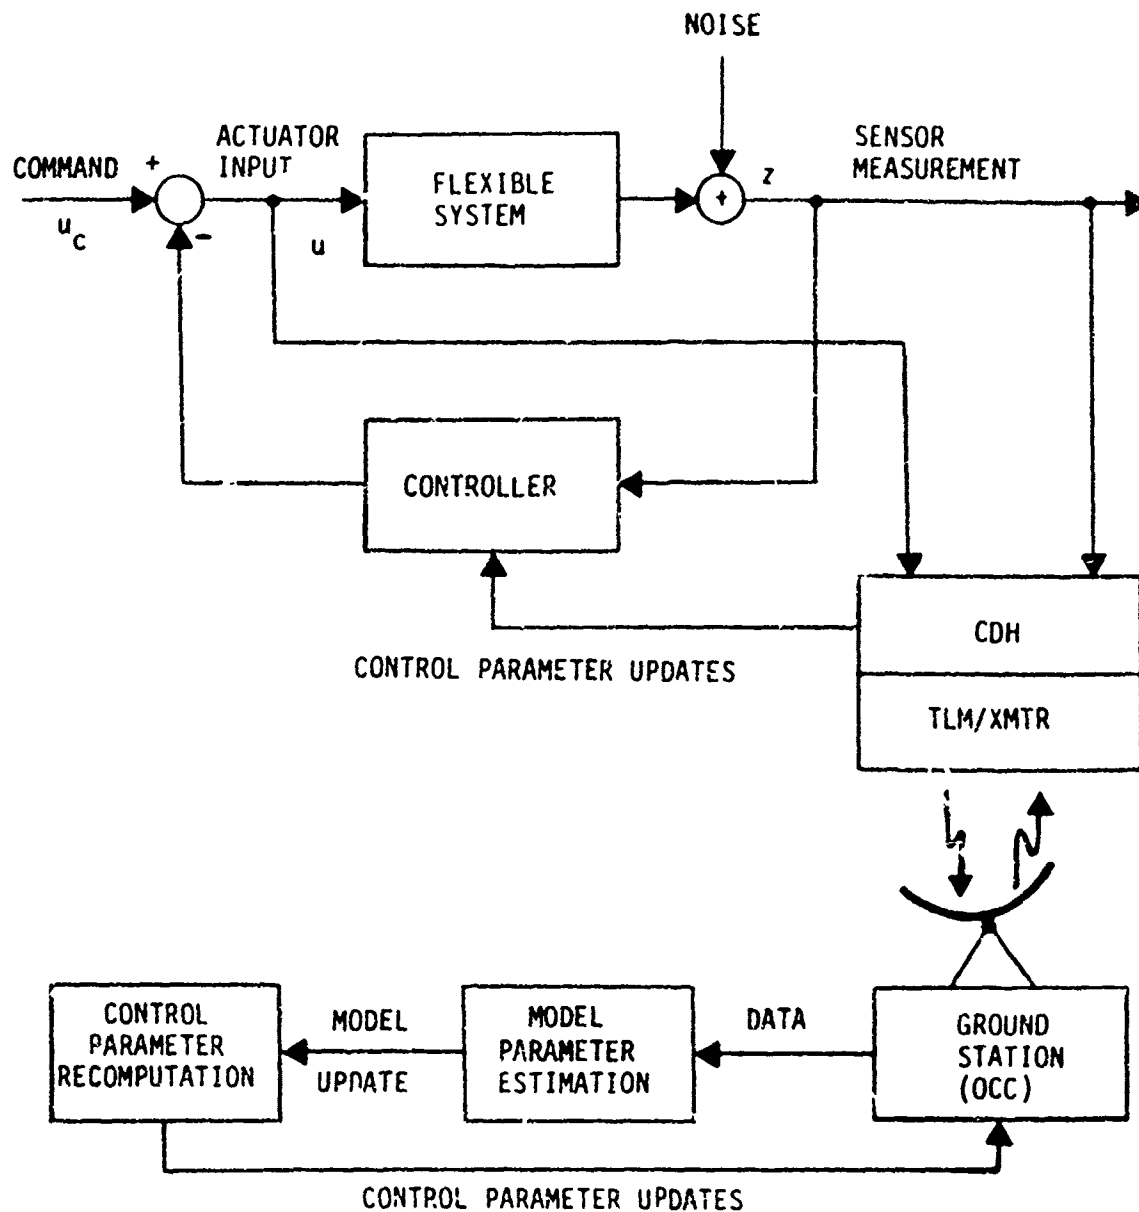 NOISE
ACTUATOR
INPUT
SENSOR
MEASUREMENT
COMMAND
+
z
FLEXIBLE
SYSTEM
+
u_c
-
u
CONTROLLER
CDH
CONTROL PARAMETER UPDATES
TLM/XMTR
CONTROL
PARAMETER
RECOMPUTATION
MODEL
UPDATE
MODEL
PARAMETER
ESTIMATION
DATA
GROUND
STATION
(OCC)
CONTROL PARAMETER UPDATES